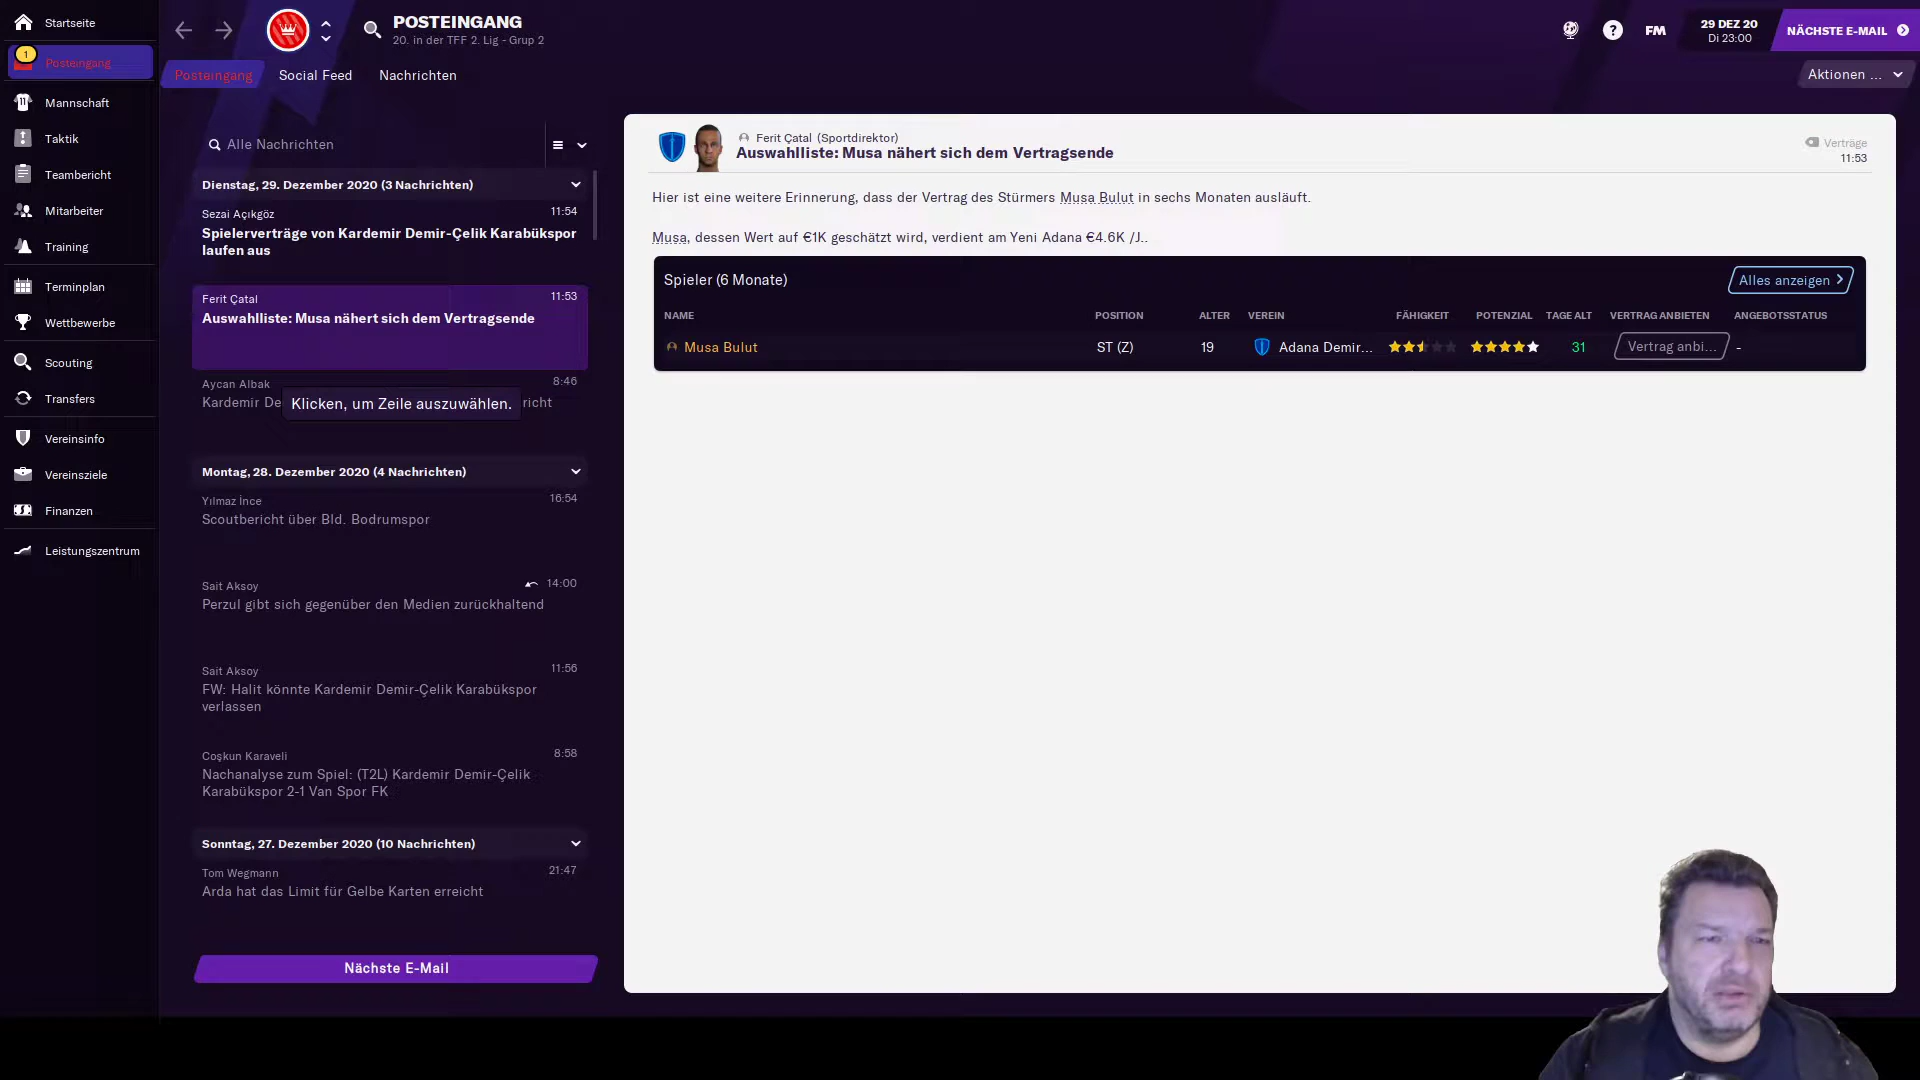 Startseite
1
Posteingang
Mannschaft
Taktik
Teambericht
Mitarbeiter
Training
Terminplan
Wettbewerbe
Scouting
Transfers
Vereinsinfo
Vereinsziele
Finanzen
Leistungszentrum
POSTEINGANG
20. in der TFF 2. Lig - Grup 2
FM
29 DEZ 20
Di 23:00
NÄCHSTE E-MAIL
Posteingang
Social Feed
Nachrichten
Aktionen ...
Alle Nachrichten
Dienstag, 29. Dezember 2020 (3 Nachrichten)
Sezai Açıkgöz 11:54
Spielerverträge von Kardemir Demir-Çelik Karabükspor
laufen aus
Ferit Çatal 11:53
Auswahlliste: Musa nähert sich dem Vertragsende
Aycan Albak 8:46
Kardemir De
richt
Klicken, um Zeile auszuwählen.
Montag, 28. Dezember 2020 (4 Nachrichten)
Yılmaz İnce 16:54
Scoutbericht über Bld. Bodrumspor
Sait Aksoy 14:00
Perzul gibt sich gegenüber den Medien zurückhaltend
Sait Aksoy 11:56
FW: Halit könnte Kardemir Demir-Çelik Karabükspor
verlassen
Coşkun Karaveli 8:58
Nachanalyse zum Spiel: (T2L) Kardemir Demir-Çelik
Karabükspor 2-1 Van Spor FK
Sonntag, 27. Dezember 2020 (10 Nachrichten)
Tom Wegmann 21:47
Arda hat das Limit für Gelbe Karten erreicht
Nächste E-Mail
Ferit Çatal (Sportdirektor)
Auswahlliste: Musa nähert sich dem Vertragsende
Verträge
11:53
Hier ist eine weitere Erinnerung, dass der Vertrag des Stürmers Musa Bulut in sechs Monaten ausläuft.
Musa, dessen Wert auf €1K geschätzt wird, verdient am Yeni Adana €4.6K /J..
Spieler (6 Monate)
Alles anzeigen
NAME POSITION ALTER VEREIN FÄHIGKEIT POTENZIAL TAGE ALT VERTRAG ANBIETEN ANGEBOTSSTATUS
Musa Bulut ST (Z) 19 Adana Demir... 31 Vertrag anbi... -